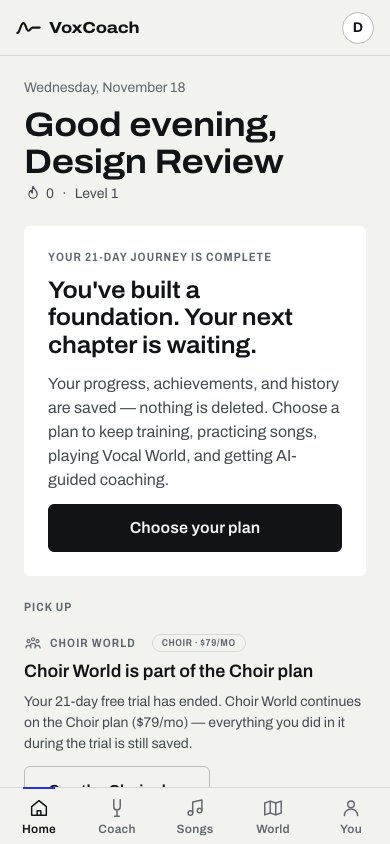 VoxCoach
D
Wednesday, November 18
Good evening,
Design Review
0 · Level 1
YOUR 21-DAY JOURNEY IS COMPLETE
You've built a
foundation. Your next
chapter is waiting.
Your progress, achievements, and history
are saved — nothing is deleted. Choose a
plan to keep training, practicing songs,
playing Vocal World, and getting AI-
guided coaching.
Choose your plan
PICK UP
CHOIR WORLD
CHOIR · $79/MO
Choir World is part of the Choir plan
Your 21-day free trial has ended. Choir World continues
on the Choir plan ($79/mo) — everything you did in it
during the trial is still saved.
Home
Coach
Songs
World
You